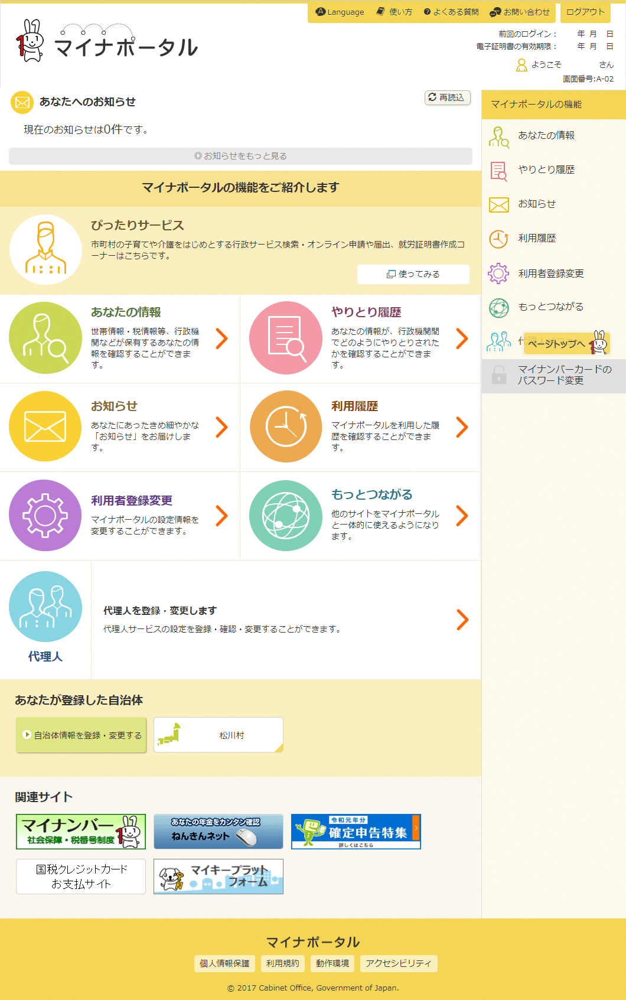 Language
使い方
よくある質問
お問い合わせ
ログアウト
マイナポータル
前回のログイン： 年 月 日
電子証明書の有効期限： 年 月 日
ようこそ さん
画面番号:A-02
あなたへのお知らせ
再読込
現在のお知らせは0件です。
お知らせをもっと見る
マイナポータルの機能をご紹介します
ぴったりサービス
市町村の子育てや介護をはじめとする行政サービス検索・オンライン申請や届出、就労証明書作成コ
ーナーはこちらです。
使ってみる
あなたの情報
世帯情報・税情報等、行政機
関などが保有するあなたの情
報を確認することができま
す。
やりとり履歴
あなたの情報が、行政機関間
でどのようにやりとりされた
かを確認することができま
す。
お知らせ
あなたにあったきめ細やかな
「お知らせ」をお届けしま
す。
利用履歴
マイナポータルを利用した履
歴を確認することができま
す。
利用者登録変更
マイナポータルの設定情報を
変更することができます。
もっとつながる
他のサイトをマイナポータル
と一体的に使えるようになり
ます。
代理人
代理人を登録・変更します
代理人サービスの設定を登録・確認・変更することができます。
あなたが登録した自治体
自治体情報を登録・変更する
松川村
関連サイト
マイナンバー
社会保障・税番号制度
あなたの年金をカンタン確認
ねんきんネット
令和元年分
確定申告特集
詳しくはこちら
国税クレジットカード
お支払サイト
マイキープラット
フォーム
マイナポータルの機能
あなたの情報
やりとり履歴
お知らせ
利用履歴
利用者登録変更
もっとつながる
ページトップへ
マイナンバーカードの
パスワード変更
マイナポータル
個人情報保護
利用規約
動作環境
アクセシビリティ
© 2017 Cabinet Office, Government of Japan.